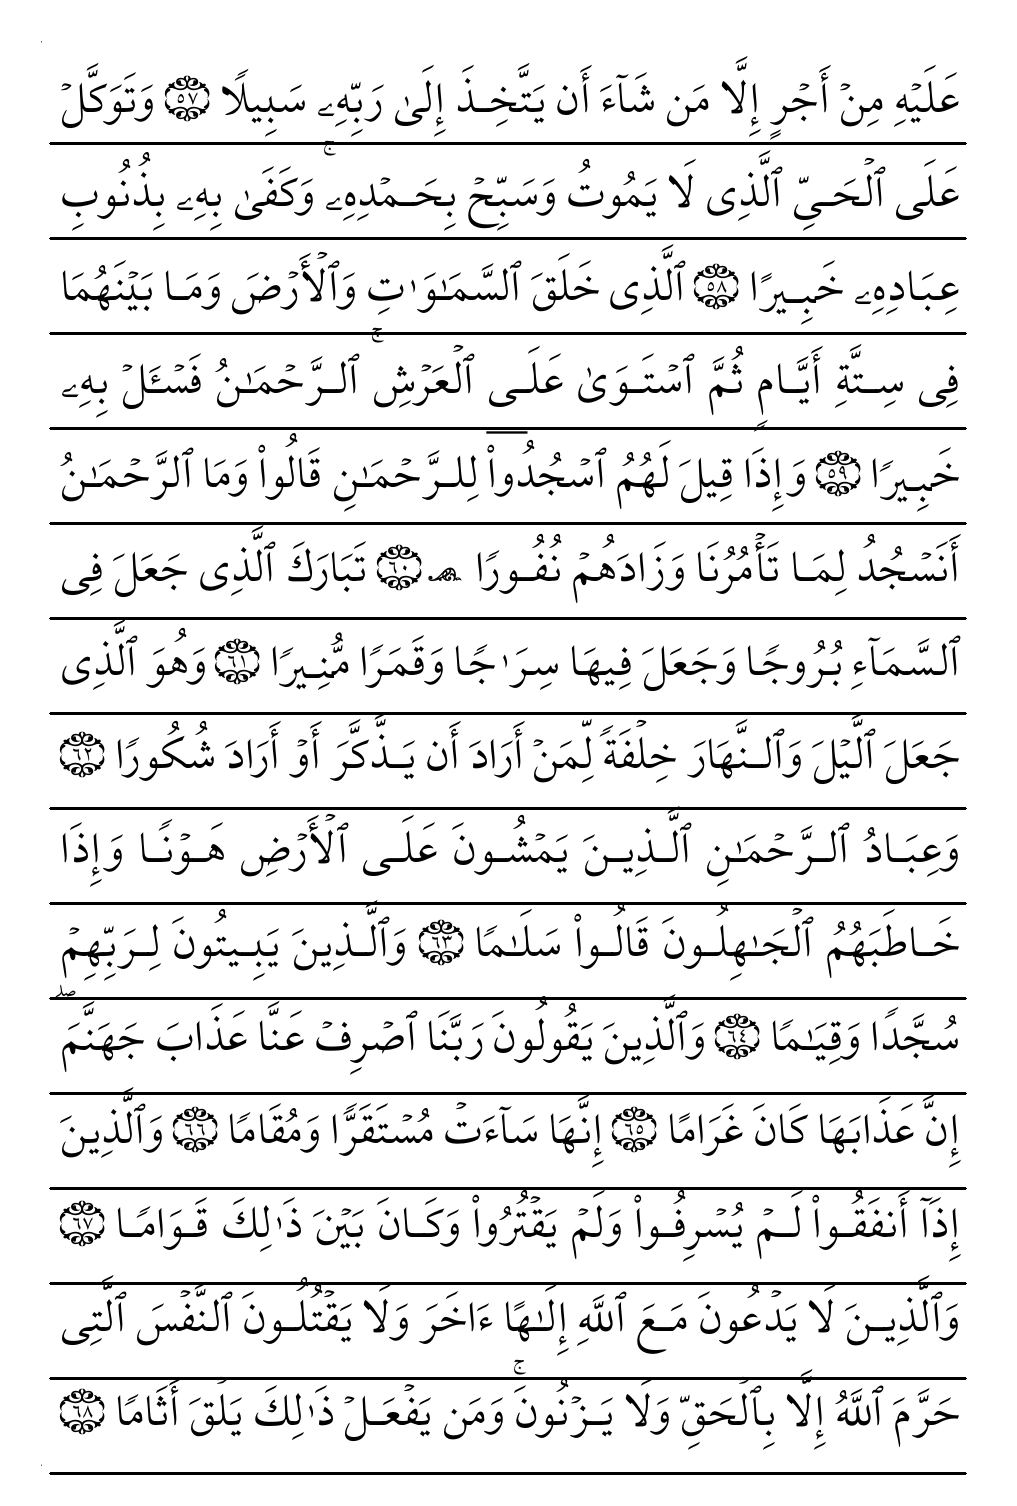 عَلَيۡهِ مِنۡ أَجۡرٍ إِلَّا مَن شَآءَ أَن يَتَّخِذَ إِلَىٰ رَبِّهِۦ سَبِيلًا ٥٧ وَتَوَكَّلۡ
عَلَى ٱلۡحَيِّ ٱلَّذِى لَا يَمُوتُ وَسَبِّحۡ بِحَمۡدِهِۦۚ وَكَفَىٰ بِهِۦ بِذُنُوبِ
عِبَادِهِۦ خَبِيرًا ٥٨ ٱلَّذِى خَلَقَ ٱلسَّمَـٰوَٰتِ وَٱلۡأَرۡضَ وَمَا بَيۡنَهُمَا
فِى سِتَّةِ أَيَّامٍ ثُمَّ ٱسۡتَوَىٰ عَلَى ٱلۡعَرۡشِۚ ٱلرَّحۡمَـٰنُ فَسۡـَٔلۡ بِهِۦ
خَبِيرًا ٥٩ وَإِذَا قِيلَ لَهُمُ ٱسۡجُدُواْ لِلرَّحۡمَـٰنِ قَالُواْ وَمَا ٱلرَّحۡمَـٰنُ
أَنَسۡجُدُ لِمَا تَأۡمُرُنَا وَزَادَهُمۡ نُفُورًا ۩ ٦٠ تَبَارَكَ ٱلَّذِى جَعَلَ فِى
ٱلسَّمَآءِ بُرُوجًا وَجَعَلَ فِيهَا سِرَٰجًا وَقَمَرًا مُّنِيرًا ٦١ وَهُوَ ٱلَّذِى
جَعَلَ ٱلَّيۡلَ وَٱلنَّهَارَ خِلۡفَةً لِّمَنۡ أَرَادَ أَن يَذَّكَّرَ أَوۡ أَرَادَ شُكُورًا ٦٢
وَعِبَادُ ٱلرَّحۡمَـٰنِ ٱلَّذِينَ يَمۡشُونَ عَلَى ٱلۡأَرۡضِ هَوۡنًا وَإِذَا
خَاطَبَهُمُ ٱلۡجَـٰهِلُونَ قَالُواْ سَلَـٰمًا ٦٣ وَٱلَّذِينَ يَبِيتُونَ لِرَبِّهِمۡ
سُجَّدًا وَقِيَـٰمًا ٦٤ وَٱلَّذِينَ يَقُولُونَ رَبَّنَا ٱصۡرِفۡ عَنَّا عَذَابَ جَهَنَّمَۖ
إِنَّ عَذَابَهَا كَانَ غَرَامًا ٦٥ إِنَّهَا سَآءَتۡ مُسۡتَقَرًّا وَمُقَامًا ٦٦ وَٱلَّذِينَ
إِذَآ أَنفَقُواْ لَمۡ يُسۡرِفُواْ وَلَمۡ يَقۡتُرُواْ وَكَانَ بَيۡنَ ذَٰلِكَ قَوَامًا ٦٧
وَٱلَّذِينَ لَا يَدۡعُونَ مَعَ ٱللَّهِ إِلَـٰهًا ءَاخَرَ وَلَا يَقۡتُلُونَ ٱلنَّفۡسَ ٱلَّتِى
حَرَّمَ ٱللَّهُ إِلَّا بِٱلۡحَقِّ وَلَا يَزۡنُونَۚ وَمَن يَفۡعَلۡ ذَٰلِكَ يَلۡقَ أَثَامًا ٦٨